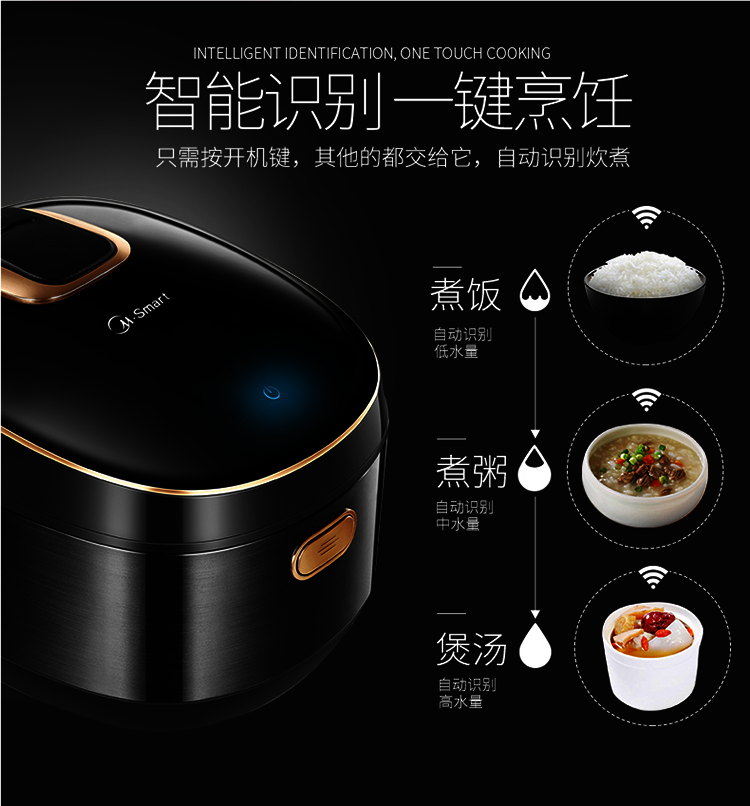 INTELLIGENT IDENTIFICATION, ONE TOUCH COOKING
智能识别一键烹饪
只需按开机键，其他的都交给它，自动识别炊煮
M·Smart
煮饭
自动识别
低水量
煮粥
自动识别
中水量
煲汤
自动识别
高水量